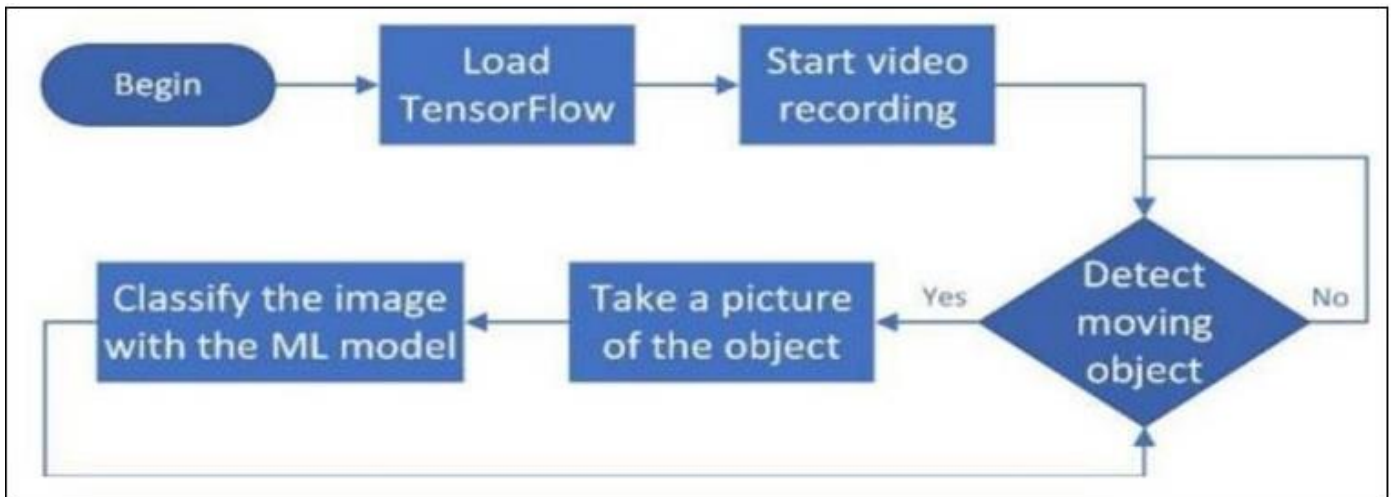 Begin
Load
TensorFlow
Start video
recording
Detect
moving
object
No
Yes
Take a picture
of the object
Classify the image
with the ML model